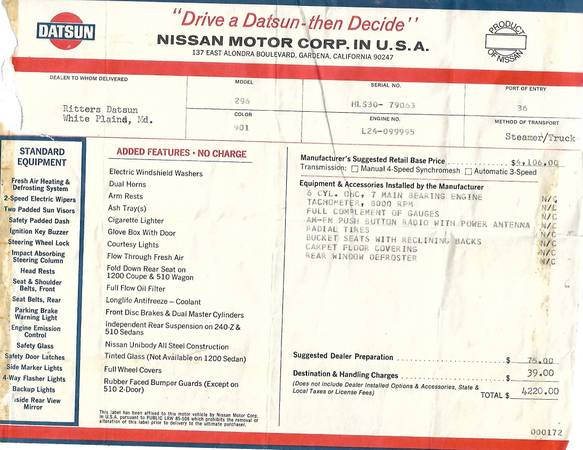 DATSUN
"Drive a Datsun-then Decide"
NISSAN MOTOR CORP. IN U.S.A.
137 EAST ALONDRA BOULEVARD, GARDENA, CALIFORNIA 90247
PRODUCT OF NISSAN
DEALER TO WHOM DELIVERED
Ritters Datsun
White Plaind, Md.
MODEL
296
SERIAL NO.
HLS30- 79063
PORT OF ENTRY
36
COLOR
901
ENGINE NO.
L24-099995
METHOD OF TRANSPORT
Steamer/Truck
STANDARD
EQUIPMENT
Fresh Air Heating &
Defrosting System
2-Speed Electric Wipers
Two Padded Sun Visors
Safety Padded Dash
Ignition Key Buzzer
Steering Wheel Lock
Impact Absorbing
Steering Column
Head Rests
Seat & Shoulder
Belts, Front
Seat Belts, Rear
Parking Brake
Warning Light
Engine Emission
Control
Safety Glass
Safety Door Latches
Side Marker Lights
4-Way Flasher Lights
Backup Lights
Inside Rear View
Mirror
ADDED FEATURES • NO CHARGE
Electric Windshield Washers
Dual Horns
Arm Rests
Ash Tray(s)
Cigarette Lighter
Glove Box With Door
Courtesy Lights
Flow Through Fresh Air
Fold Down Rear Seat on
1200 Coupe & 510 Wagon
Full Flow Oil Filter
Longlife Antifreeze — Coolant
Front Disc Brakes & Dual Master Cylinders
Independent Rear Suspension on 240-Z &
510 Sedans
Nissan Unibody All Steel Construction
Tinted Glass (Not Available on 1200 Sedan)
Full Wheel Covers
Rubber Faced Bumper Guards (Except on
510 2-Door)
This label has been affixed to this motor vehicle by Nissan Motor Corp.
in U.S.A. pursuant to PUBLIC LAW 85-506 which prohibits the removal or
alteration of this label prior to delivery to the ultimate purchaser.
Manufacturer's Suggested Retail Base Price $4,106.00
Transmission: Manual 4-Speed Synchromesh Automatic 3-Speed
Equipment & Accessories Installed by the Manufacturer
6 CYL. OHC, 7 MAIN BEARING ENGINE N/C
TACHOMETER, 8000 RPM N/C
FULL COMPLEMENT OF GAUGES N/C
AM-FM PUSH BUTTON RADIO WITH POWER ANTENNA N/C
RADIAL TIRES N/C
BUCKET SEATS WITH RECLINING BACKS N/C
CARPET FLOOR COVERING N/C
REAR WINDOW DEFROSTER N/C
Suggested Dealer Preparation $ 75.00
Destination & Handling Charges $ 39.00
(Does not include Dealer Installed Options & Accessories, State &
Local Taxes or License Fees) TOTAL $ 4220.00
000172